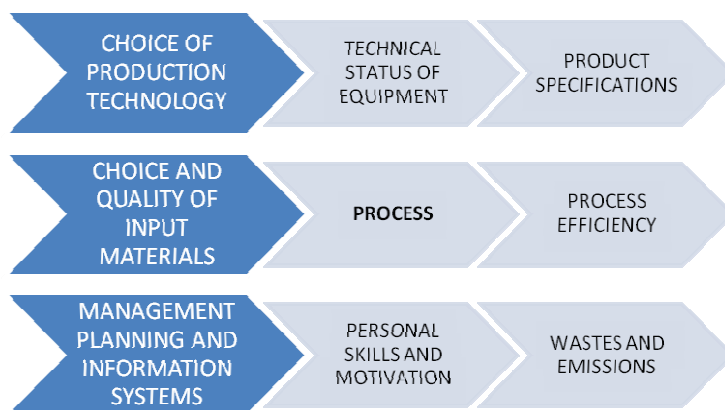 CHOICE OF
PRODUCTION
TECHNOLOGY
TECHNICAL
STATUS OF
EQUIPMENT
PRODUCT
SPECIFICATIONS
CHOICE AND
QUALITY OF
INPUT
MATERIALS
PROCESS
PROCESS
EFFICIENCY
MANAGEMENT
PLANNING AND
INFORMATION
SYSTEMS
PERSONAL
SKILLS AND
MOTIVATION
WASTES AND
EMISSIONS